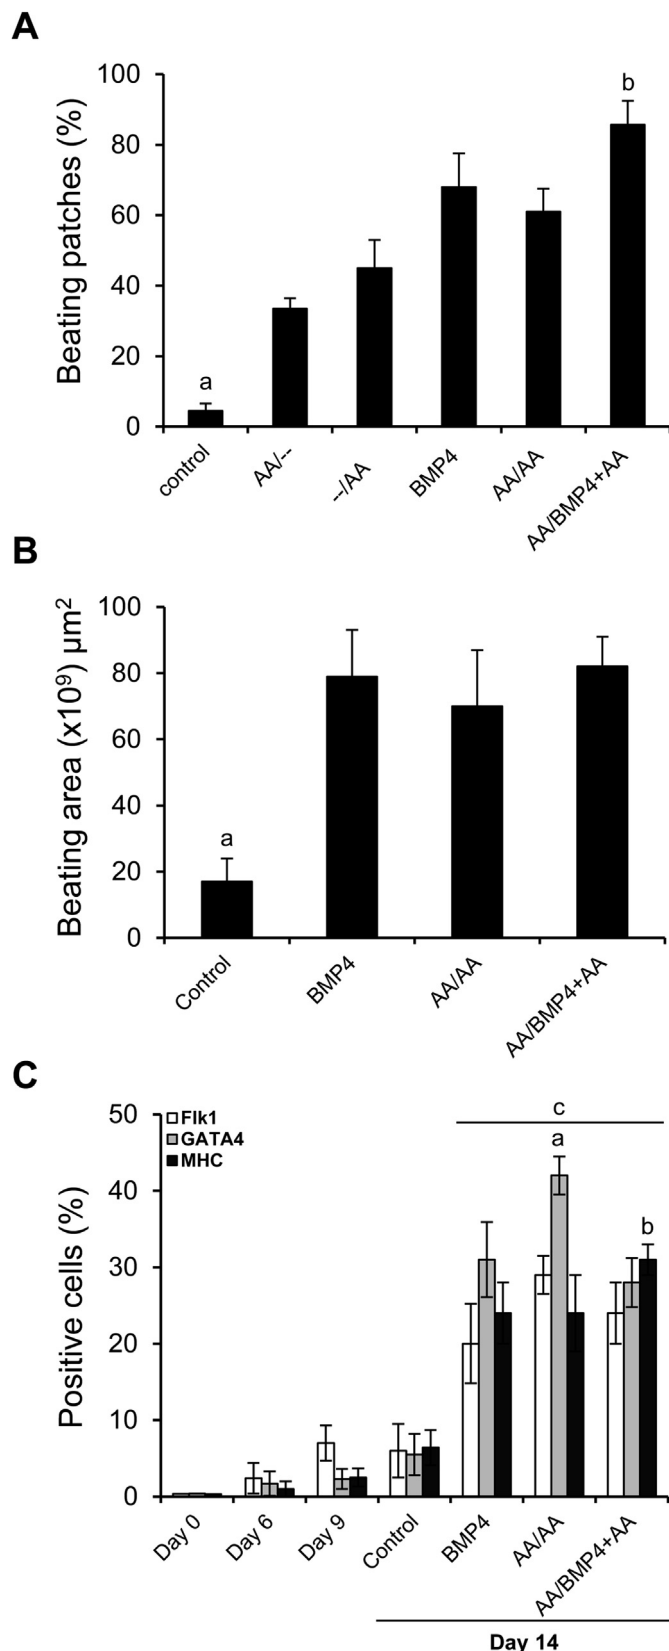 A
Beating patches (%)
100
80
60
40
20
0
a
b
control
AA/--
--/AA
BMP4
AA/AA
AA/BMP4+AA
B
Beating area (x10⁹) µm²
100
80
60
40
20
0
a
Control
BMP4
AA/AA
AA/BMP4+AA
C
Positive cells (%)
50
40
30
20
10
0
Flk1
GATA4
MHC
c
a
b
Day 0
Day 6
Day 9
Control
BMP4
AA/AA
AA/BMP4+AA
Day 14